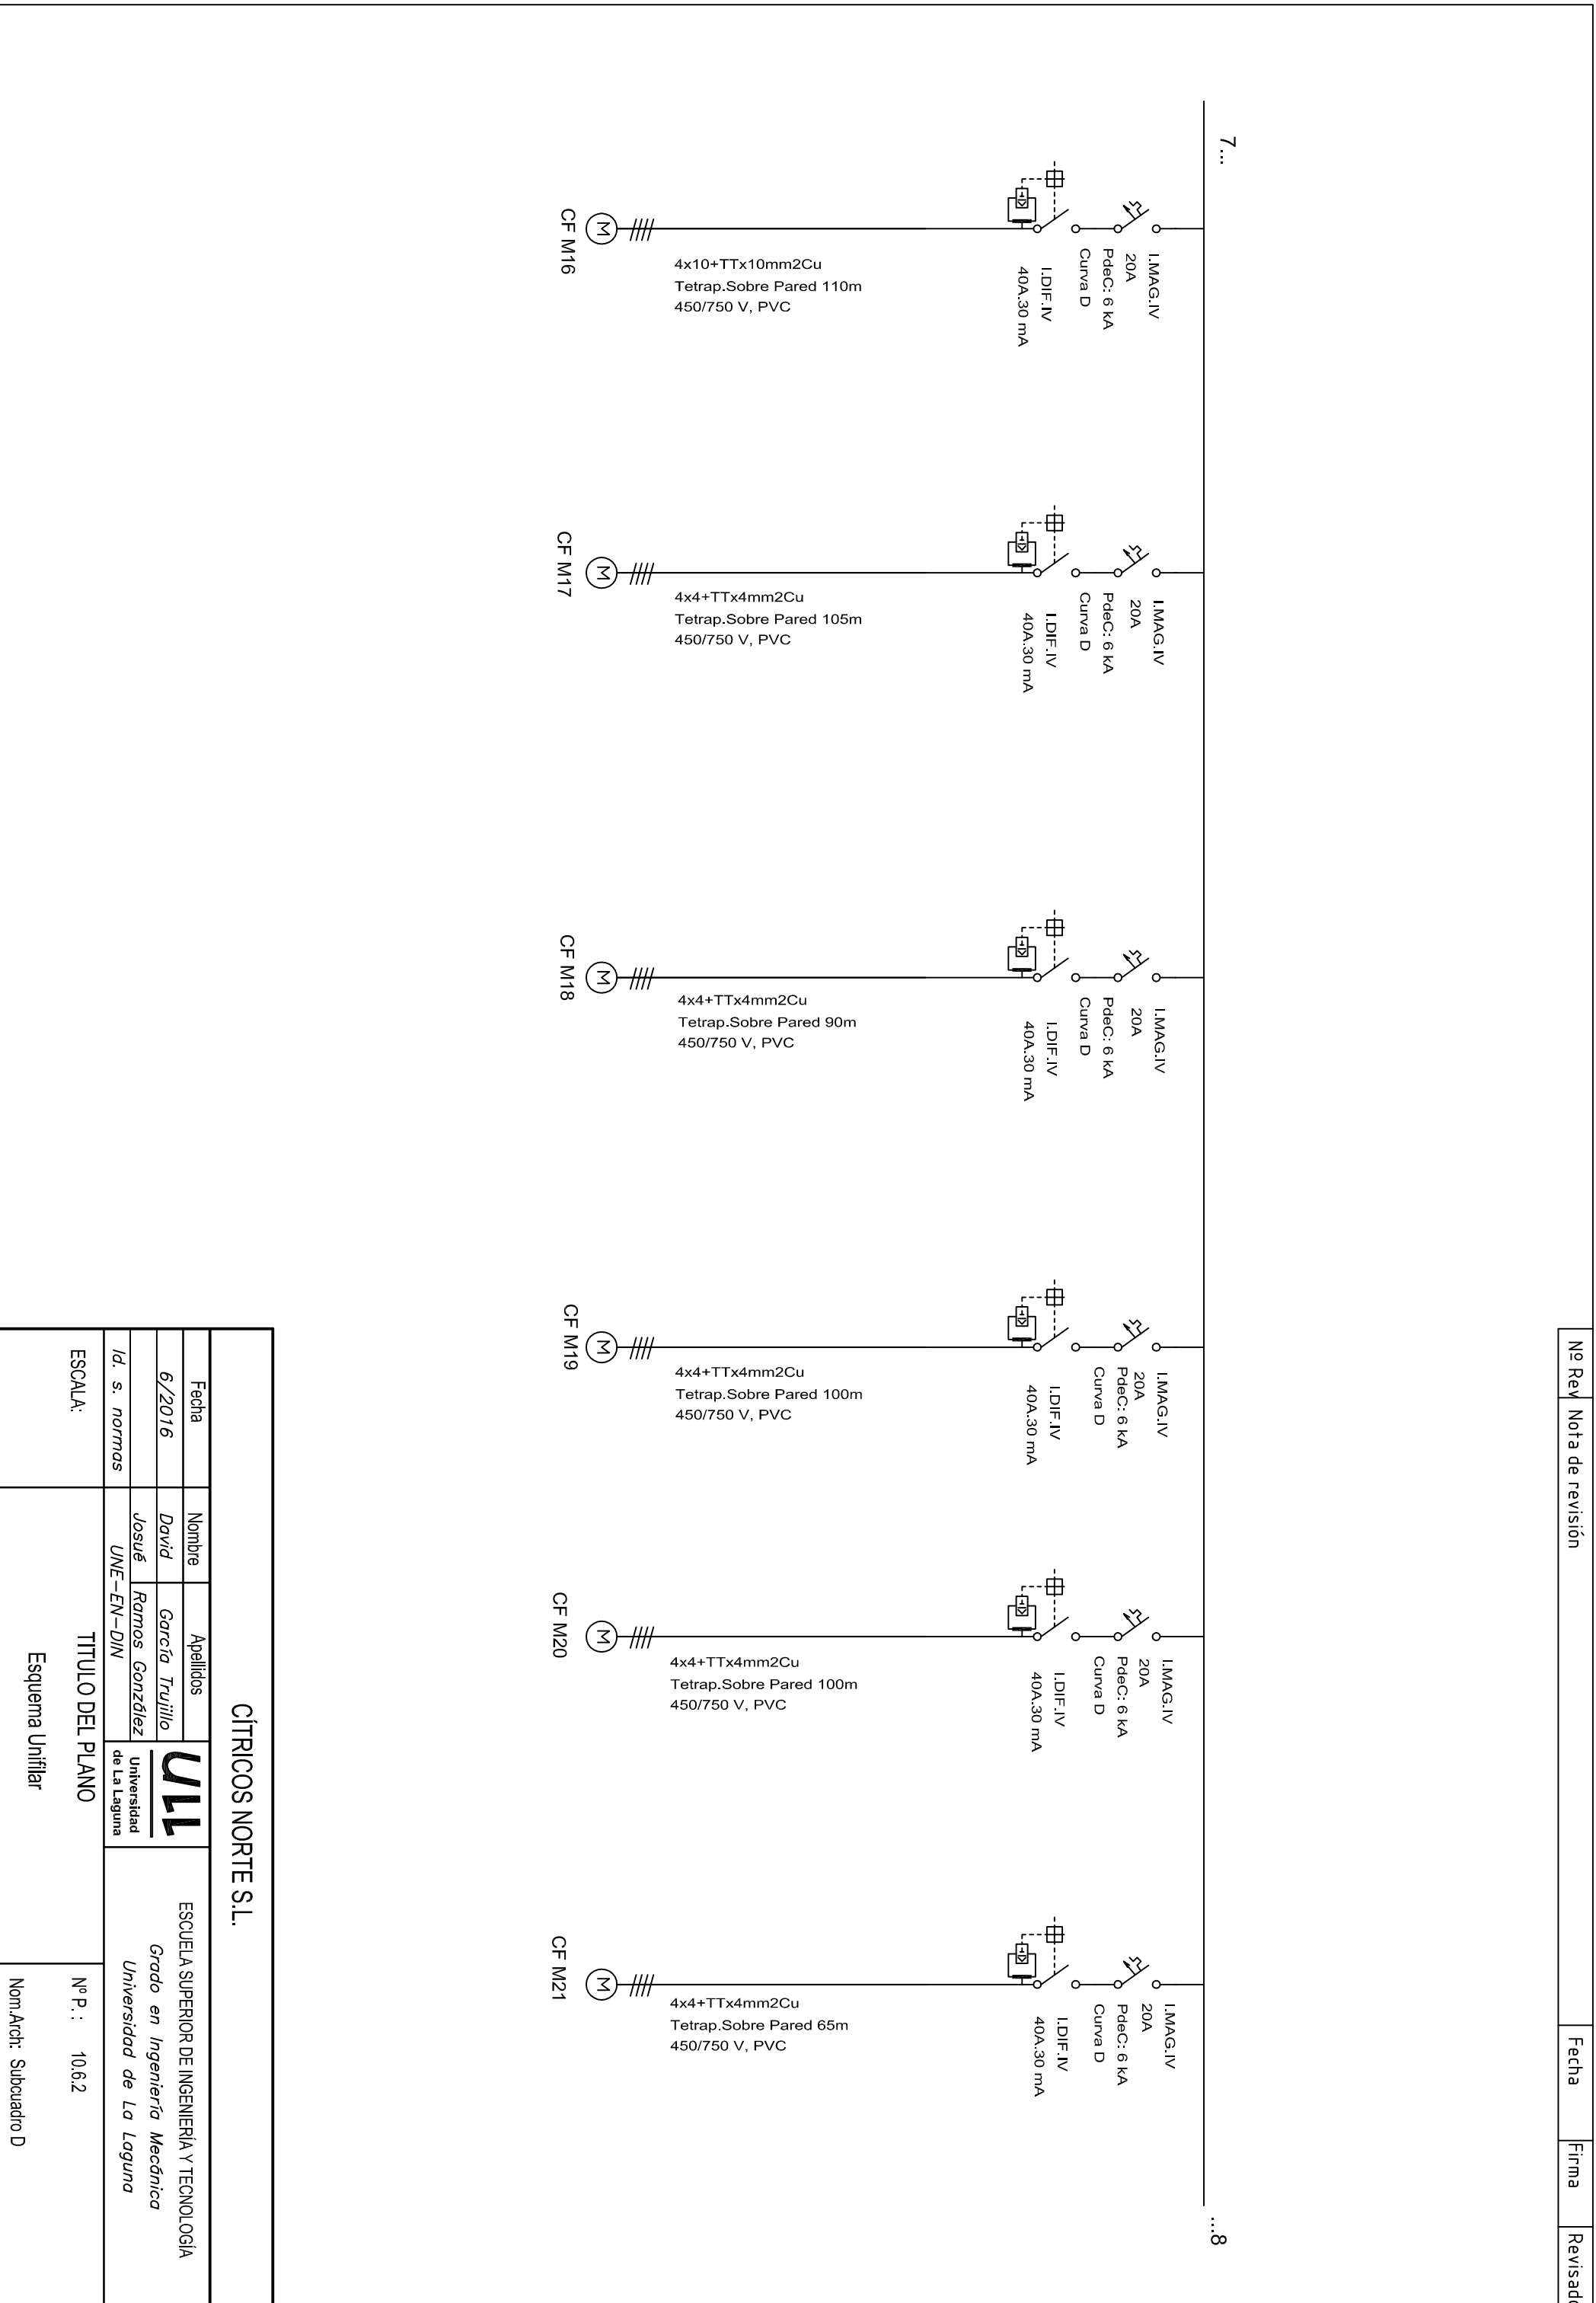 Nº Rev
Nota de revisión
Fecha
Firma
Revisado
7...
...8
I.MAG.IV
20A
PdeC: 6 kA
Curva D
I.DIF.IV
40A.30 mA
4x10+TTx10mm2Cu
Tetrap.Sobre Pared 110m
450/750 V, PVC
CF M16
M
I.MAG.IV
20A
PdeC: 6 kA
Curva D
I.DIF.IV
40A.30 mA
4x4+TTx4mm2Cu
Tetrap.Sobre Pared 105m
450/750 V, PVC
CF M17
M
I.MAG.IV
20A
PdeC: 6 kA
Curva D
I.DIF.IV
40A.30 mA
4x4+TTx4mm2Cu
Tetrap.Sobre Pared 90m
450/750 V, PVC
CF M18
M
I.MAG.IV
20A
PdeC: 6 kA
Curva D
I.DIF.IV
40A.30 mA
4x4+TTx4mm2Cu
Tetrap.Sobre Pared 100m
450/750 V, PVC
CF M19
M
I.MAG.IV
20A
PdeC: 6 kA
Curva D
I.DIF.IV
40A.30 mA
4x4+TTx4mm2Cu
Tetrap.Sobre Pared 100m
450/750 V, PVC
CF M20
M
I.MAG.IV
20A
PdeC: 6 kA
Curva D
I.DIF.IV
40A.30 mA
4x4+TTx4mm2Cu
Tetrap.Sobre Pared 65m
450/750 V, PVC
CF M21
M
CÍTRICOS NORTE S.L.
Fecha Nombre Apellidos
6/2016 David García Trujillo
Josué Ramos González
Id. s. normas UNE-EN-DIN
ull
Universidad
de La Laguna
ESCUELA SUPERIOR DE INGENIERÍA Y TECNOLOGÍA
Grado en Ingeniería Mecánica
Universidad de La Laguna
ESCALA:
TITULO DEL PLANO
Esquema Unifilar
Nº P. : 10.6.2
Nom.Arch: Subcuadro D